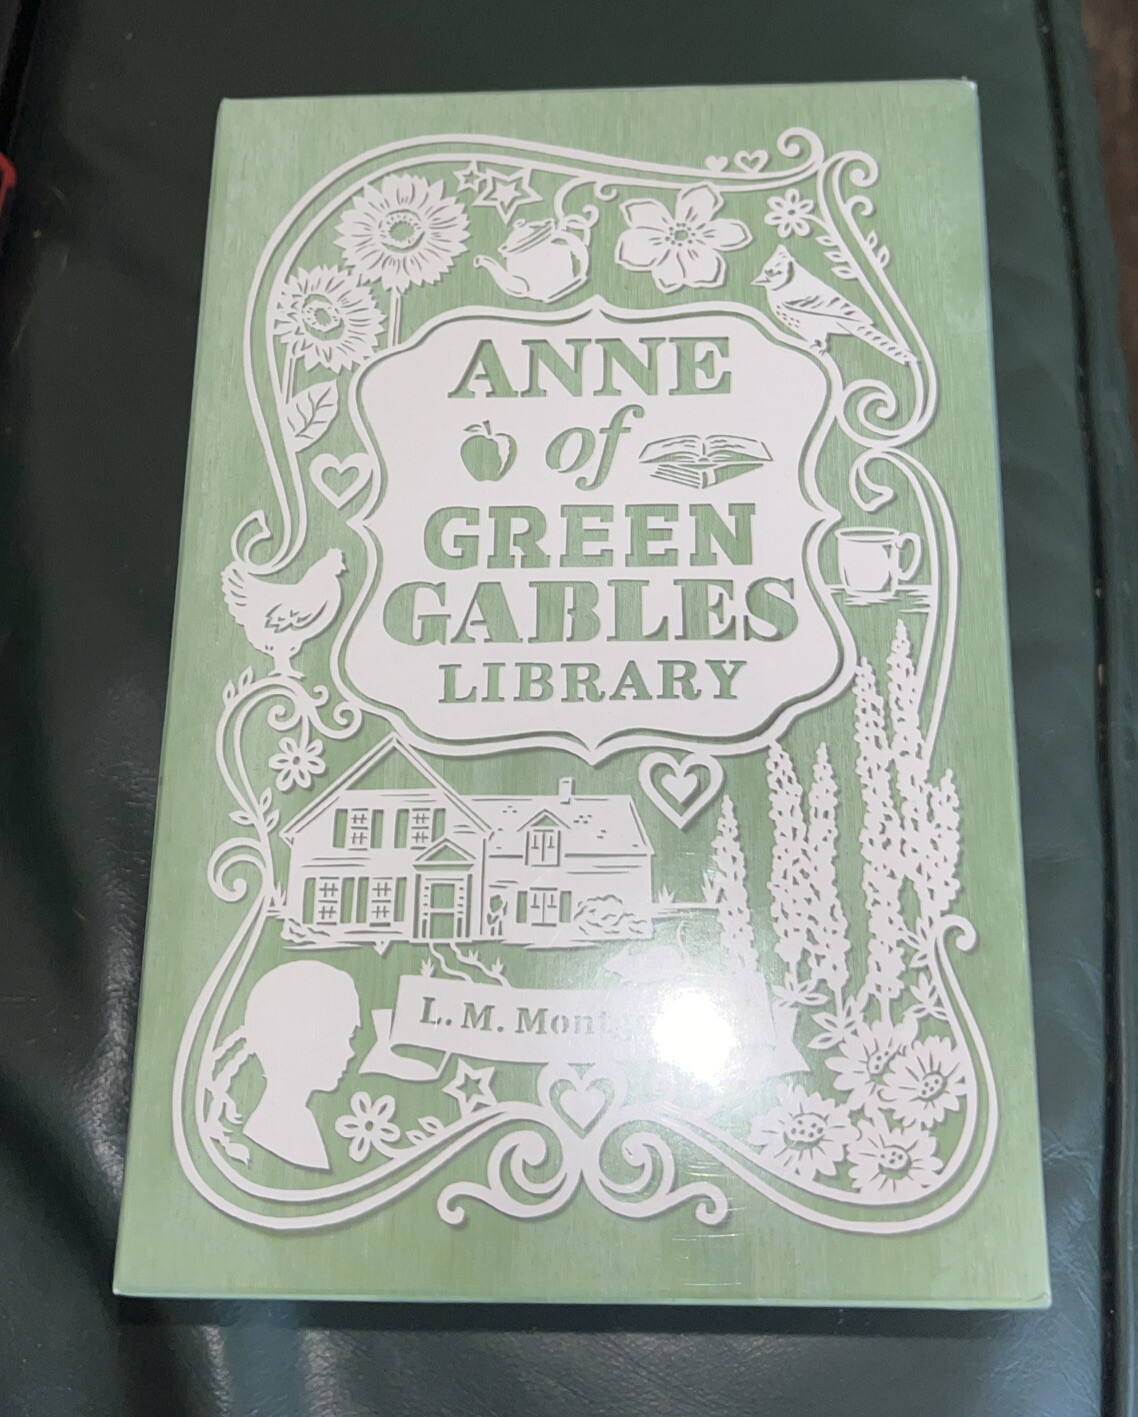 ANNE
of
GREEN
GABLES
LIBRARY
L. M.